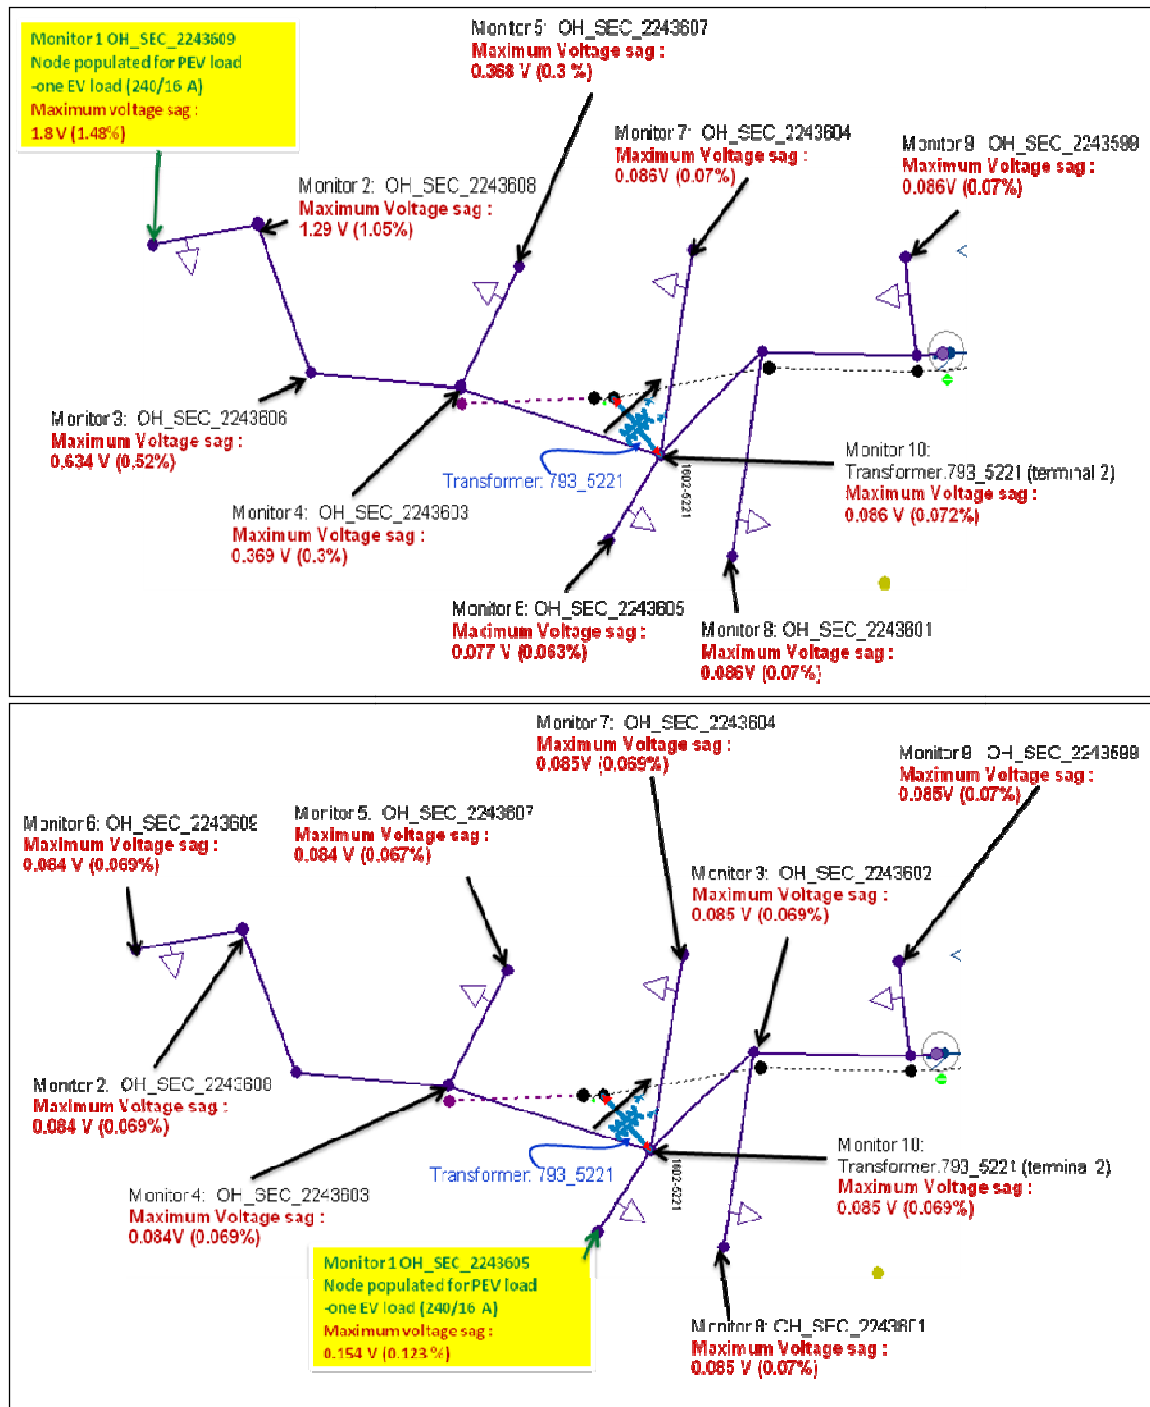 Monitor 1 OH_SEC_2243609
Node populated for PEV load
-one EV load (240/16 A)
Maximum voltage sag :
1.8 V (1.48%)
Monitor 5: OH_SEC_2243607
Maximum Voltage sag :
0.368 V (0.3 %)
Monitor 7: OH_SEC_2243604
Maximum Voltage sag :
0.086V (0.07%)
Monitor 9 OH_SEC_2243599
Maximum Voltage sag :
0.086V (0.07%)
Monitor 2: OH_SEC_2243608
Maximum Voltage sag :
1.29 V (1.05%)
Monitor 3: OH_SEC_2243606
Maximum Voltage sag :
0.634 V (0.52%)
Transformer: 793_5221
1602-5221
Monitor 10:
Transformer.793_5221 (terminal 2)
Maximum Voltage sag :
0.086 V (0.072%)
Monitor 4: OH_SEC_2243603
Maximum Voltage sag :
0.369 V (0.3%)
Monitor 6: OH_SEC_2243605
Maximum Voltage sag :
0.077 V (0.063%)
Monitor 8: OH_SEC_2243601
Maximum Voltage sag :
0.086V (0.07%)
Monitor 7: OH_SEC_2243604
Maximum Voltage sag :
0.085V (0.069%)
Monitor 9 OH_SEC_2243599
Maximum Voltage sag :
0.085V (0.07%)
Monitor 6: OH_SEC_2243609
Maximum Voltage sag :
0.084 V (0.069%)
Monitor 5. OH_SEC_2243607
Maximum Voltage sag :
0.084 V (0.067%)
Monitor 3: OH_SEC_2243602
Maximum Voltage sag :
0.085 V (0.069%)
Monitor 2. OH_SEC_2243608
Maximum Voltage sag :
0.084 V (0.069%)
Transformer: 793_5221
1602-5221
Monitor 10:
Transformer.793_5221 (terminal 2)
Maximum Voltage sag :
0.085 V (0.069%)
Monitor 4: OH_SEC_2243603
Maximum Voltage sag :
0.084V (0.069%)
Monitor 1 OH_SEC_2243605
Node populated for PEV load
-one EV load (240/16 A)
Maximum voltage sag :
0.154 V (0.123 %)
Monitor 8: OH_SEC_2243601
Maximum Voltage sag :
0.085 V (0.07%)